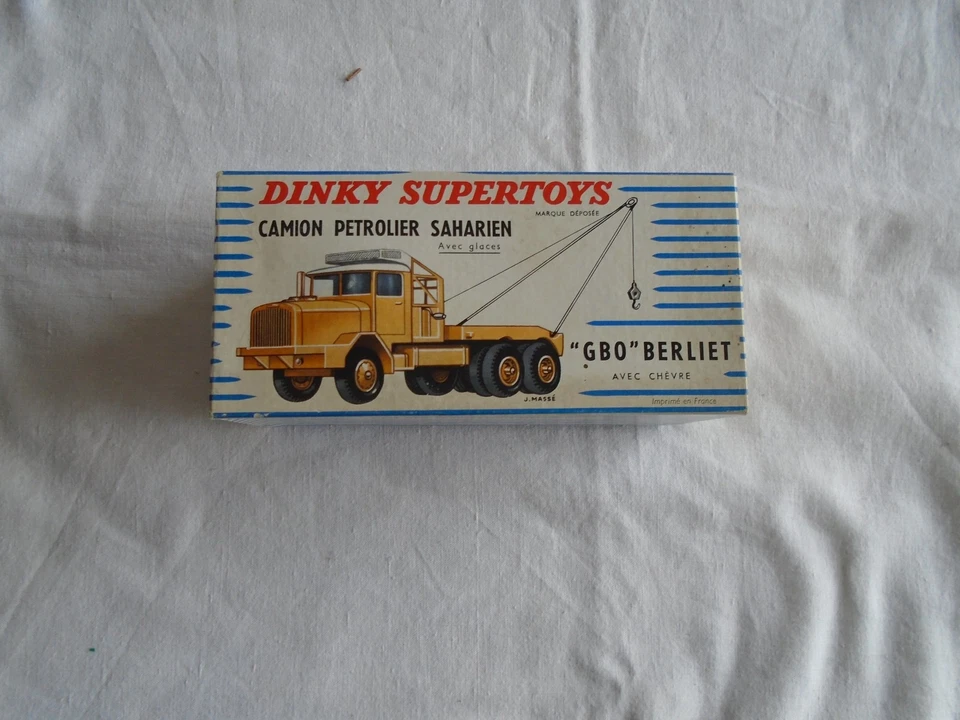 DINKY SUPERTOYS
MARQUE DÉPOSÉE
CAMION PETROLIER SAHARIEN
Avec glaces
"GBO" BERLIET
AVEC CHÈVRE
J. MASSÉ
Imprimé en France